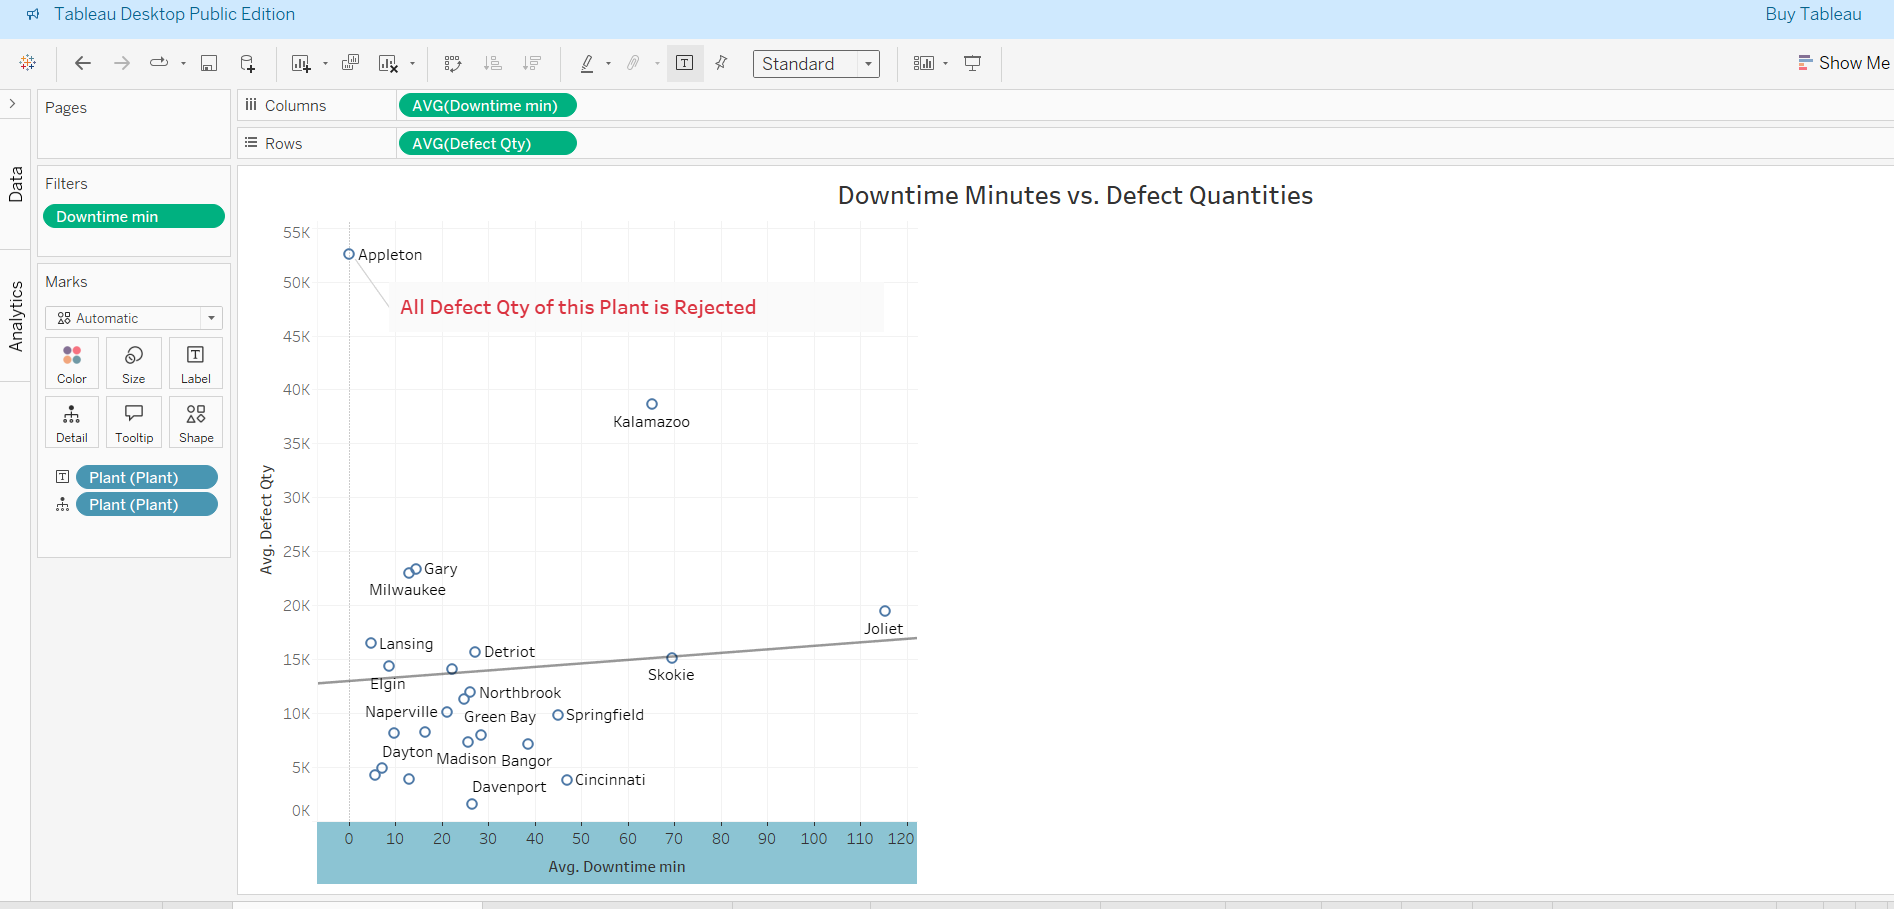 Tableau Desktop Public Edition
Buy Tableau
Standard
Show Me
Pages
Columns
AVG(Downtime min)
Rows
AVG(Defect Qty)
Data
Analytics
Filters
Downtime min
Marks
Automatic
Color
Size
Label
Detail
Tooltip
Shape
Plant (Plant)
Plant (Plant)
Downtime Minutes vs. Defect Quantities
55K
Appleton
50K
All Defect Qty of this Plant is Rejected
45K
40K
Kalamazoo
35K
30K
Avg. Defect Qty
25K
Gary
Milwaukee
20K
Joliet
Lansing
Detriot
15K
Skokie
Elgin
Northbrook
10K
Naperville
Green Bay
Springfield
Dayton
Madison
Bangor
5K
Cincinnati
Davenport
0K
0 10 20 30 40 50 60 70 80 90 100 110 120
Avg. Downtime min